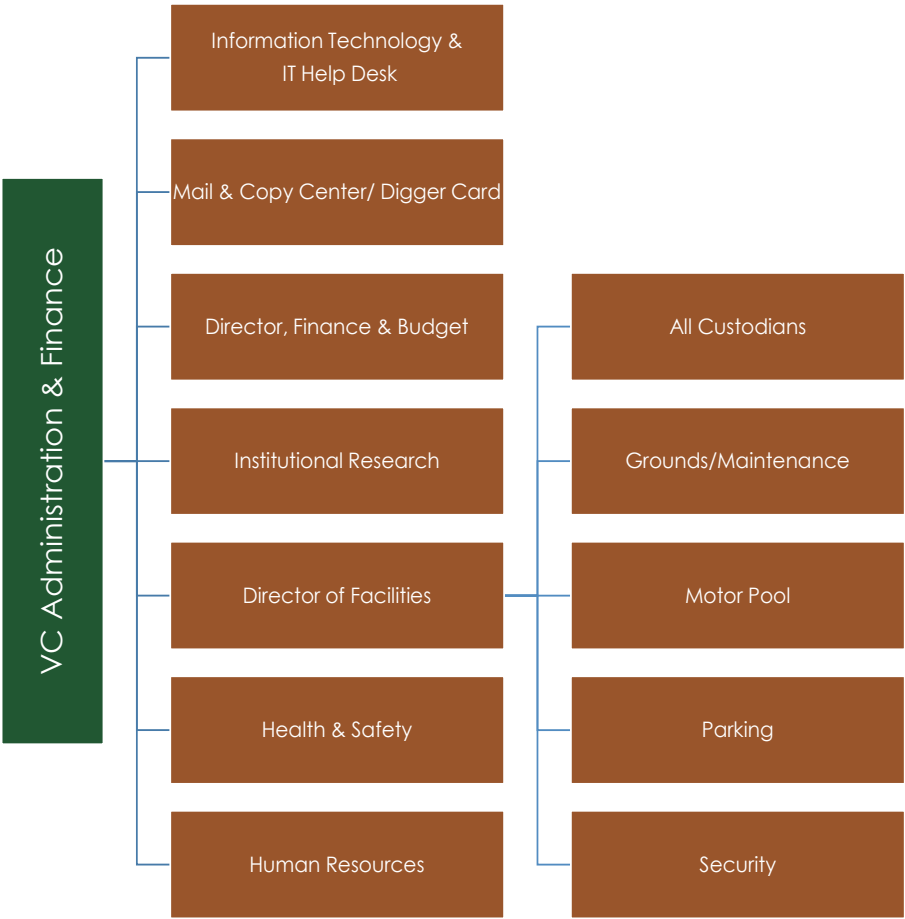 VC Administration & Finance
Information Technology &
IT Help Desk
Mail & Copy Center/ Digger Card
Director, Finance & Budget
Institutional Research
Director of Facilities
Health & Safety
Human Resources
All Custodians
Grounds/Maintenance
Motor Pool
Parking
Security